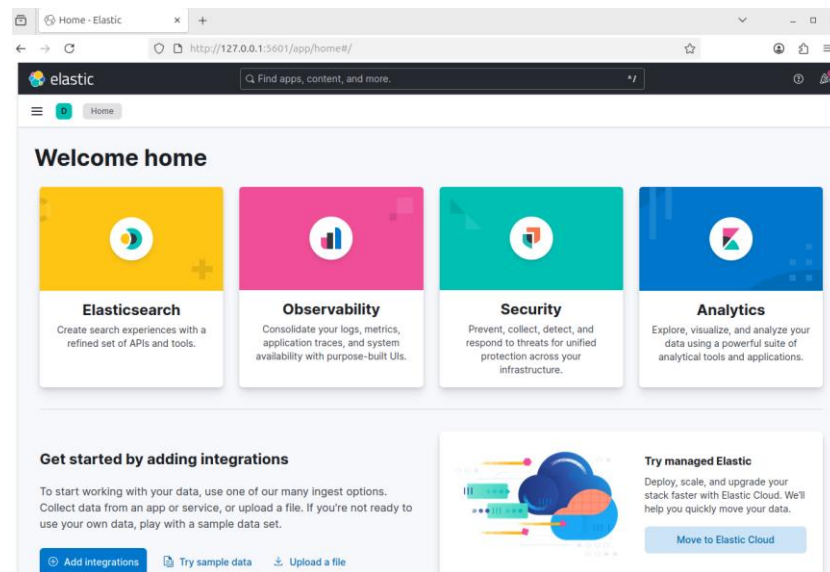 Home - Elastic
http://127.0.0.1:5601/app/home#/
elastic
Find apps, content, and more.
^/
D
Home
Welcome home
Elasticsearch
Create search experiences with a
refined set of APIs and tools.
Observability
Consolidate your logs, metrics,
application traces, and system
availability with purpose-built UIs.
Security
Prevent, collect, detect, and
respond to threats for unified
protection across your
infrastructure.
Analytics
Explore, visualize, and analyze your
data using a powerful suite of
analytical tools and applications.
Get started by adding integrations
To start working with your data, use one of our many ingest options.
Collect data from an app or service, or upload a file. If you're not ready to
use your own data, play with a sample
data set.
Add integrations
Try sample data
Upload a file
Try managed Elastic
Deploy, scale, and upgrade your
stack faster with Elastic Cloud. We'll
help you quickly move your data.
Move to Elastic Cloud